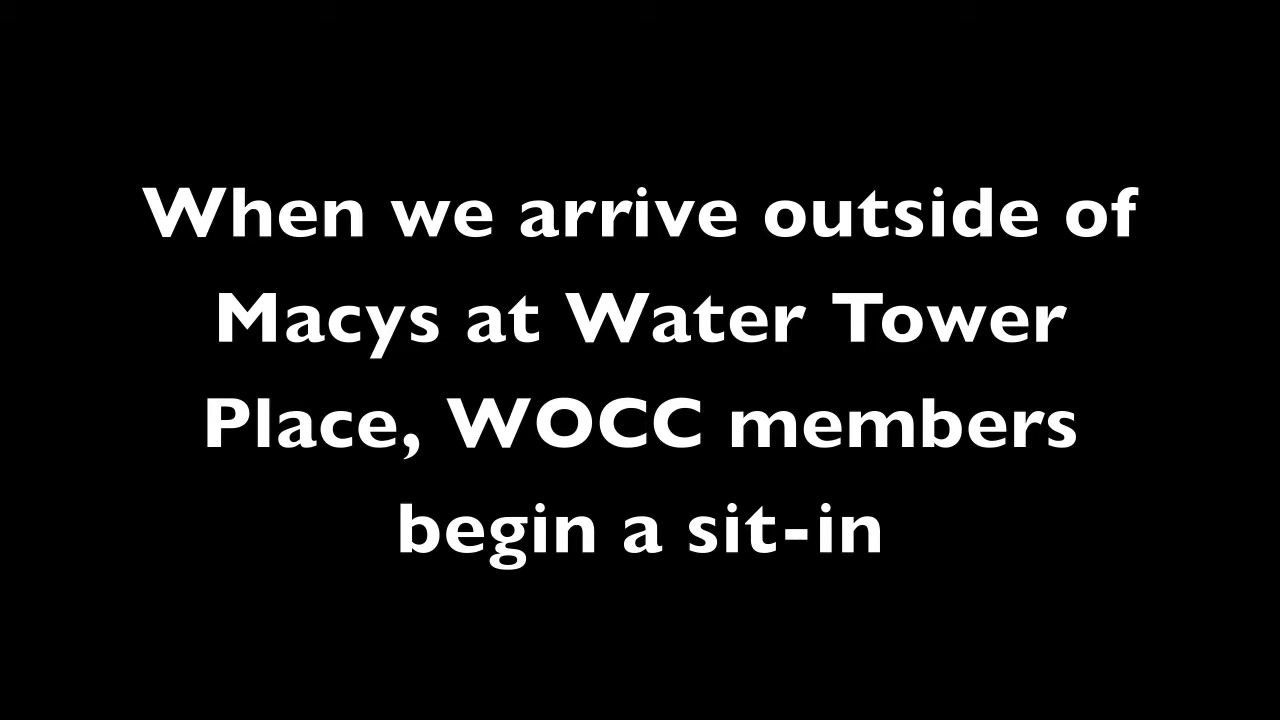 When we arrive outside of
Macys at Water Tower
Place, WOCC members
begin a sit-in